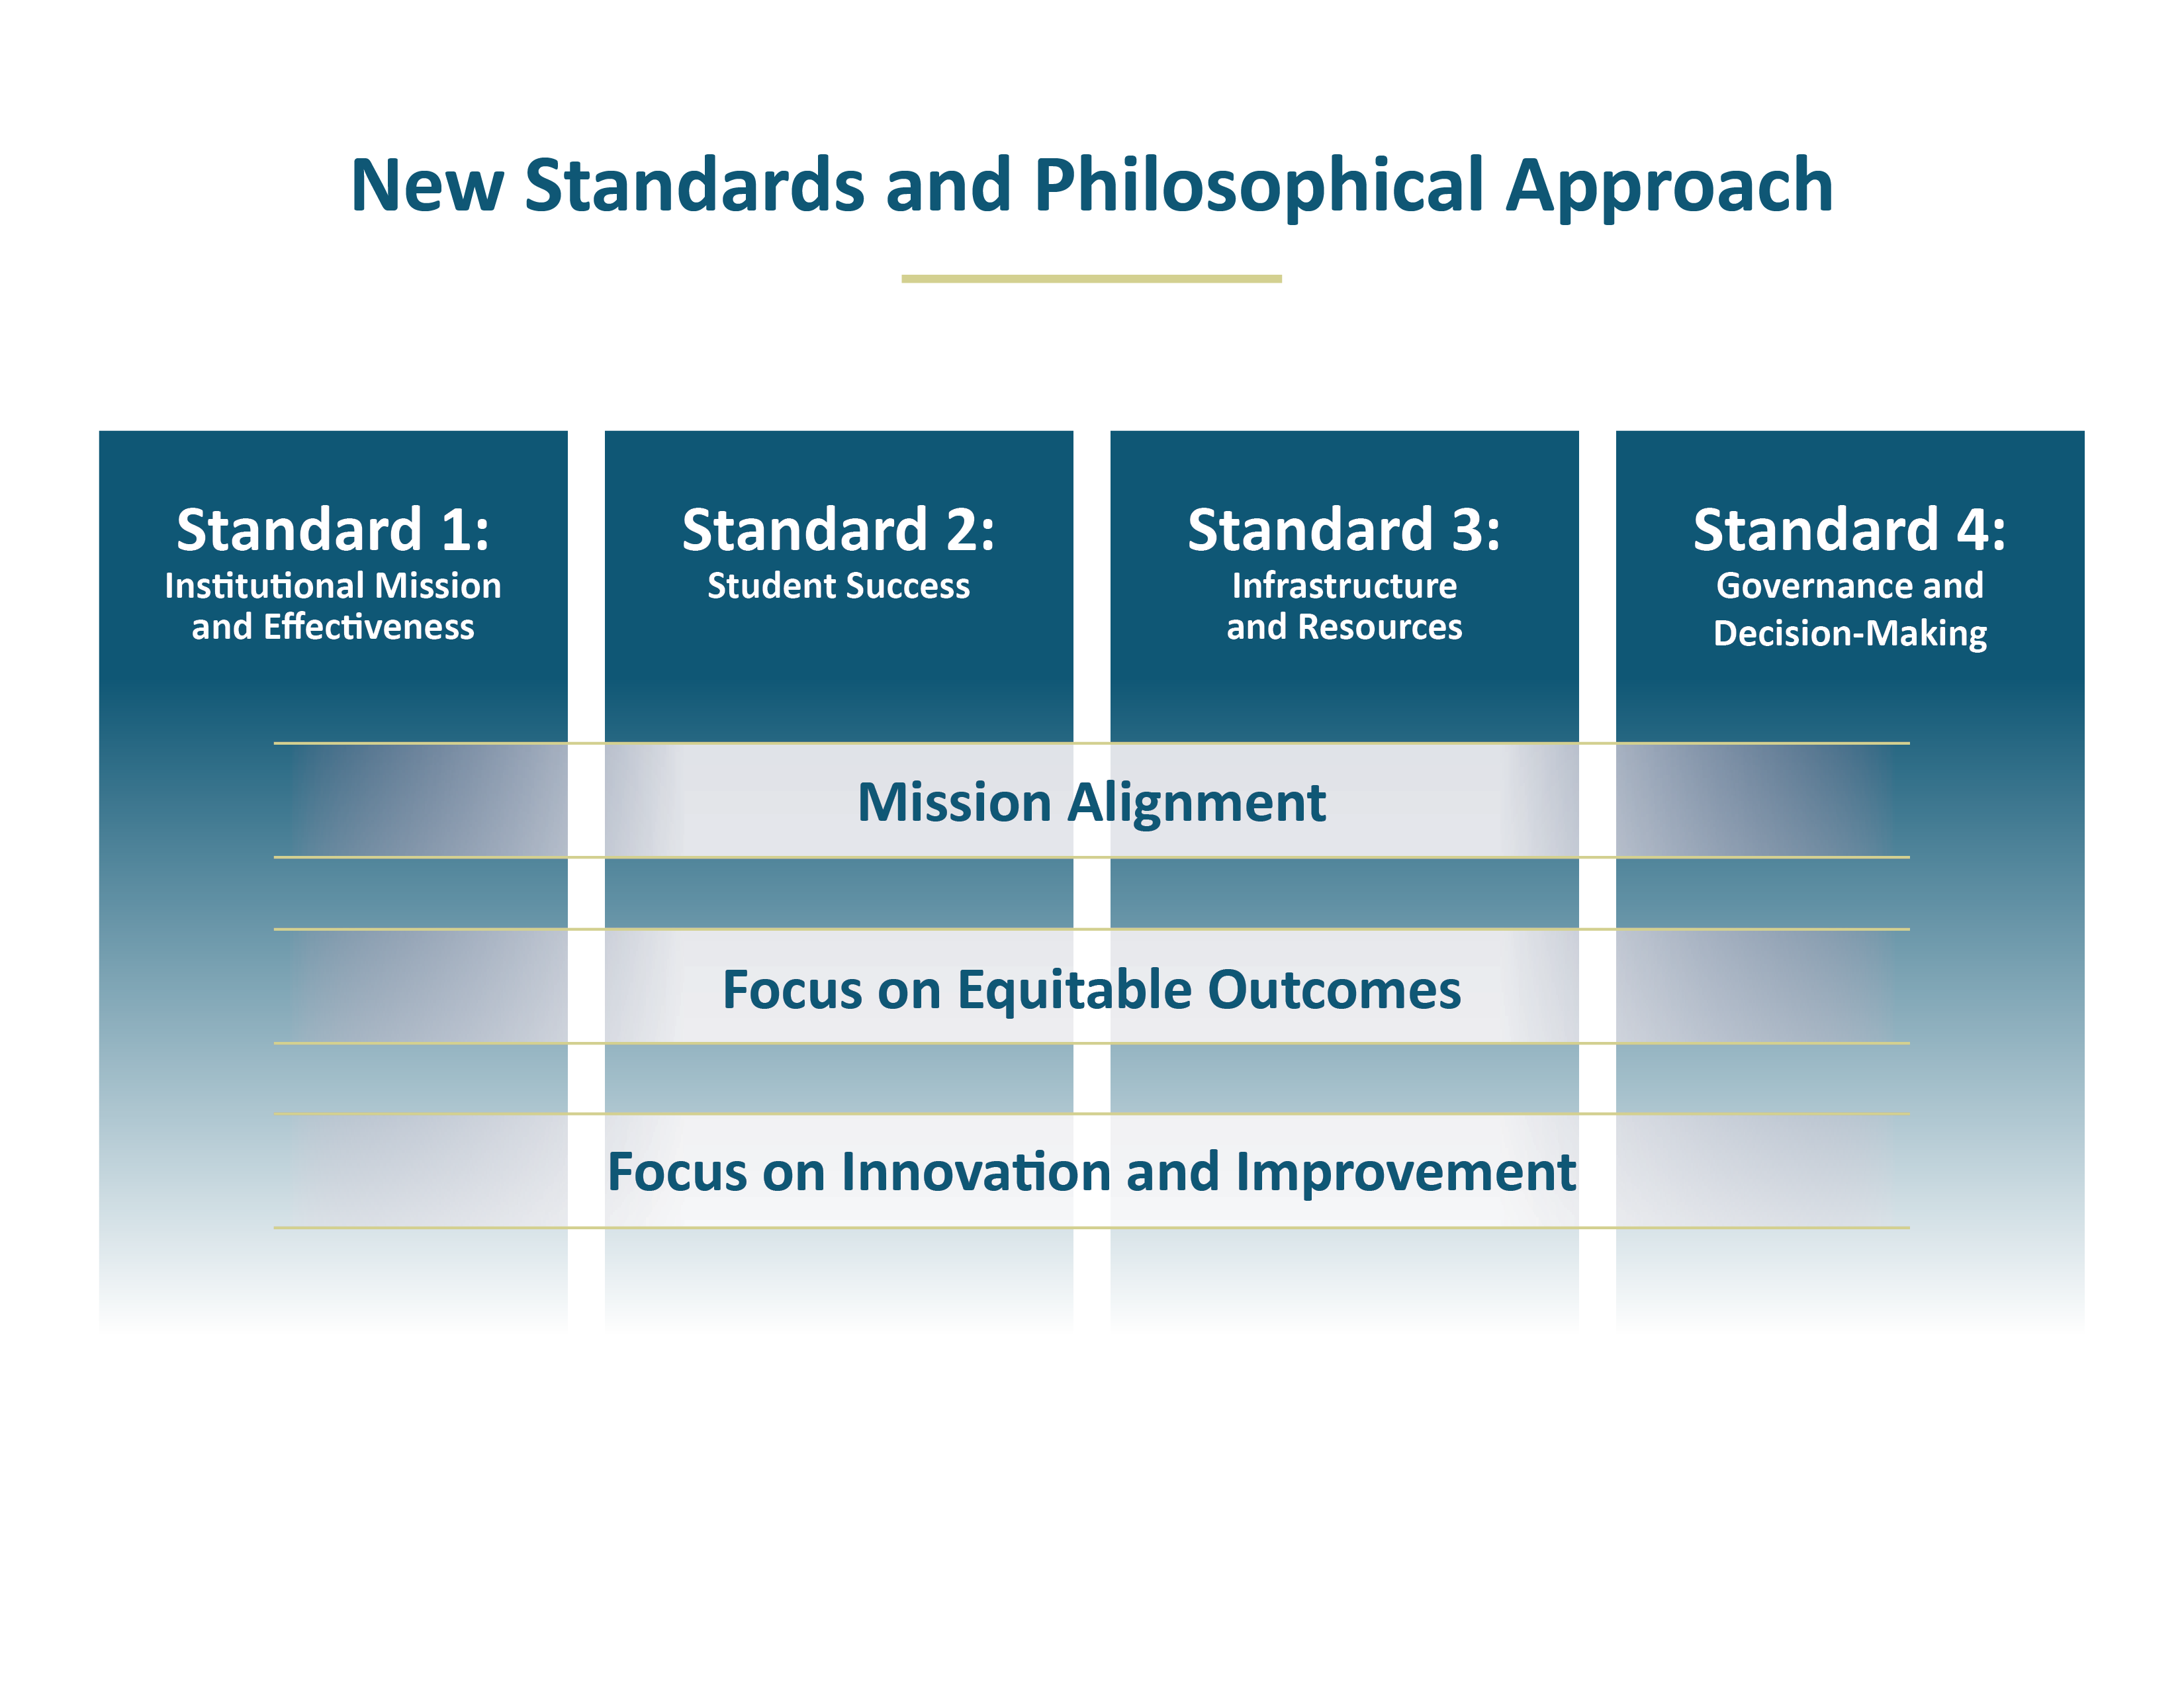 New Standards and Philosophical Approach
Standard 1:
Institutional Mission
and Effectiveness
Standard 2:
Student Success
Standard 3:
Infrastructure
and Resources
Standard 4:
Governance and
Decision-Making
Mission Alignment
Focus on Equitable Outcomes
Focus on Innovation and Improvement